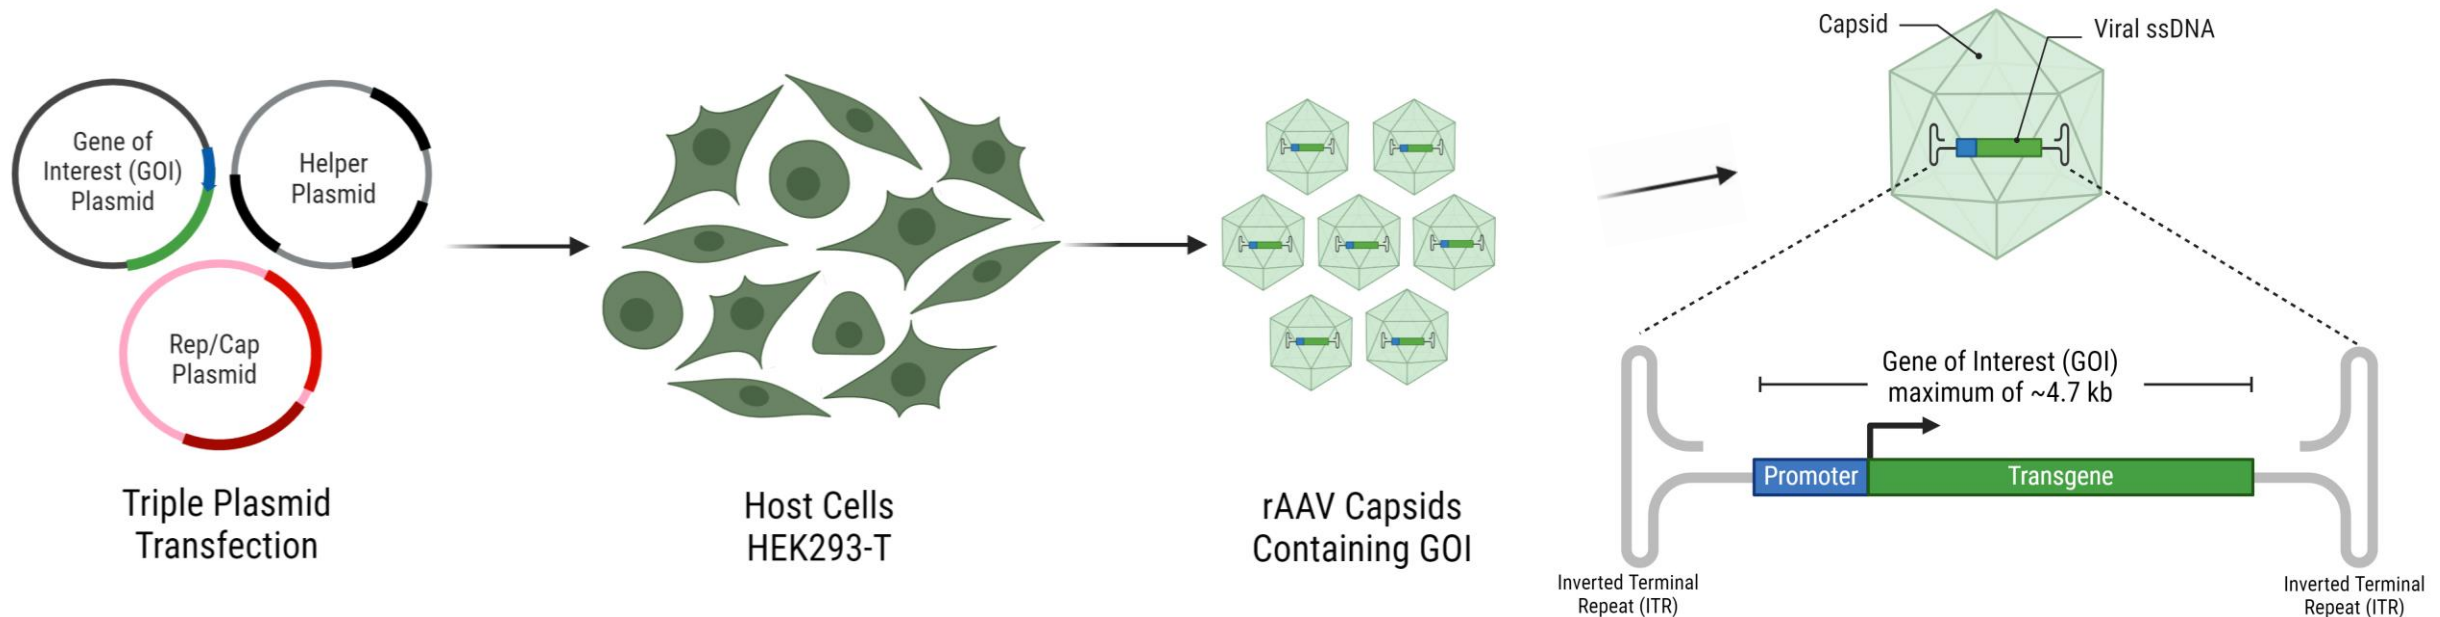 Gene of
Interest (GOI)
Plasmid
Helper
Plasmid
Rep/Cap
Plasmid
Triple Plasmid
Transfection
Host Cells
HEK293-T
rAAV Capsids
Containing GOI
Capsid
Viral ssDNA
Gene of Interest (GOI)
maximum of ~4.7 kb
Promoter
Transgene
Inverted Terminal
Repeat (ITR)
Inverted Terminal
Repeat (ITR)